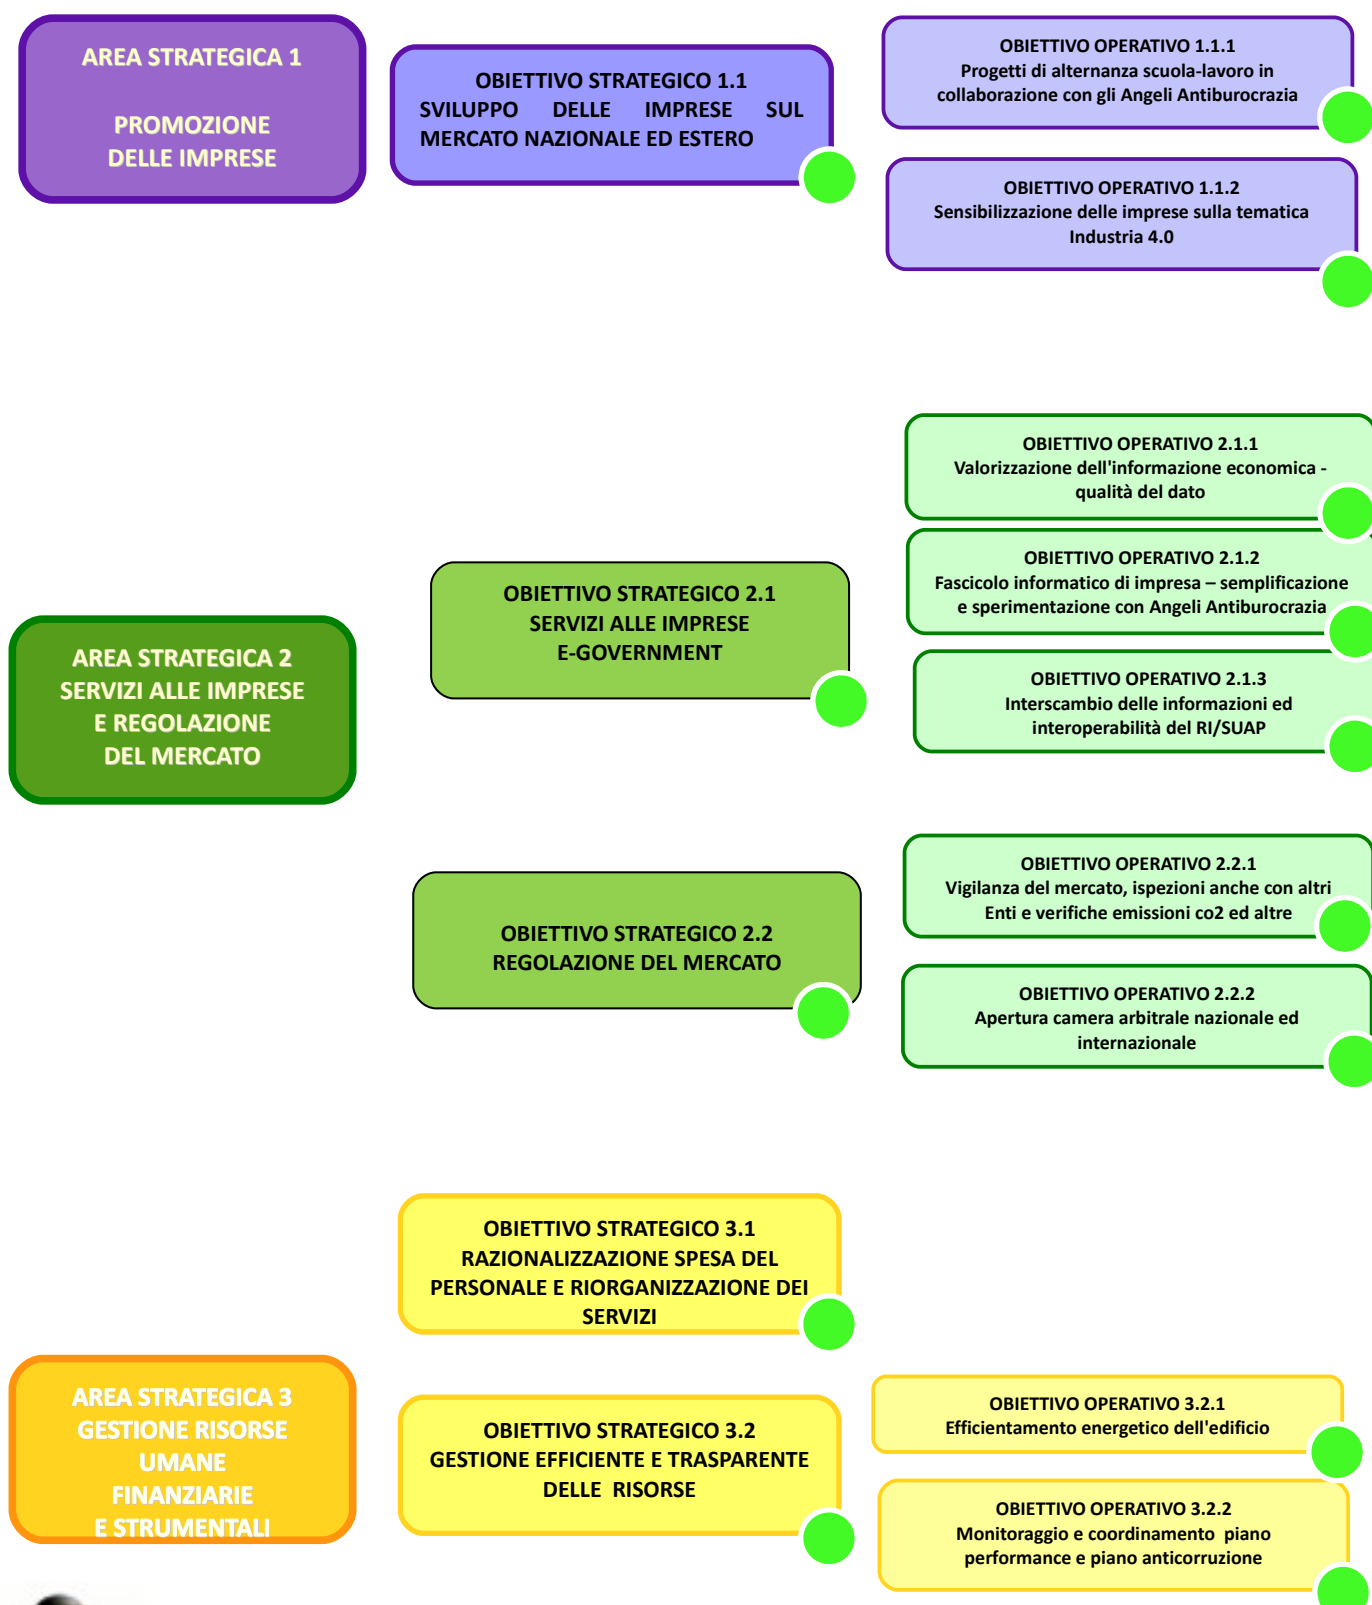 AREA STRATEGICA 1
PROMOZIONE
DELLE IMPRESE
OBIETTIVO STRATEGICO 1.1
SVILUPPO DELLE IMPRESE SUL
MERCATO NAZIONALE ED ESTERO
OBIETTIVO OPERATIVO 1.1.1
Progetti di alternanza scuola-lavoro in
collaborazione con gli Angeli Antiburocrazia
OBIETTIVO OPERATIVO 1.1.2
Sensibilizzazione delle imprese sulla tematica
Industria 4.0
AREA STRATEGICA 2
SERVIZI ALLE IMPRESE
E REGOLAZIONE
DEL MERCATO
OBIETTIVO STRATEGICO 2.1
SERVIZI ALLE IMPRESE
E-GOVERNMENT
OBIETTIVO OPERATIVO 2.1.1
Valorizzazione dell'informazione economica -
qualità del dato
OBIETTIVO OPERATIVO 2.1.2
Fascicolo informatico di impresa – semplificazione
e sperimentazione con Angeli Antiburocrazia
OBIETTIVO OPERATIVO 2.1.3
Interscambio delle informazioni ed
interoperabilità del RI/SUAP
OBIETTIVO STRATEGICO 2.2
REGOLAZIONE DEL MERCATO
OBIETTIVO OPERATIVO 2.2.1
Vigilanza del mercato, ispezioni anche con altri
Enti e verifiche emissioni co2 ed altre
OBIETTIVO OPERATIVO 2.2.2
Apertura camera arbitrale nazionale ed
internazionale
AREA STRATEGICA 3
GESTIONE RISORSE
UMANE
FINANZIARIE
E STRUMENTALI
OBIETTIVO STRATEGICO 3.1
RAZIONALIZZAZIONE SPESA DEL
PERSONALE E RIORGANIZZAZIONE DEI
SERVIZI
OBIETTIVO STRATEGICO 3.2
GESTIONE EFFICIENTE E TRASPARENTE
DELLE RISORSE
OBIETTIVO OPERATIVO 3.2.1
Efficientamento energetico dell'edificio
OBIETTIVO OPERATIVO 3.2.2
Monitoraggio e coordinamento piano
performance e piano anticorruzione